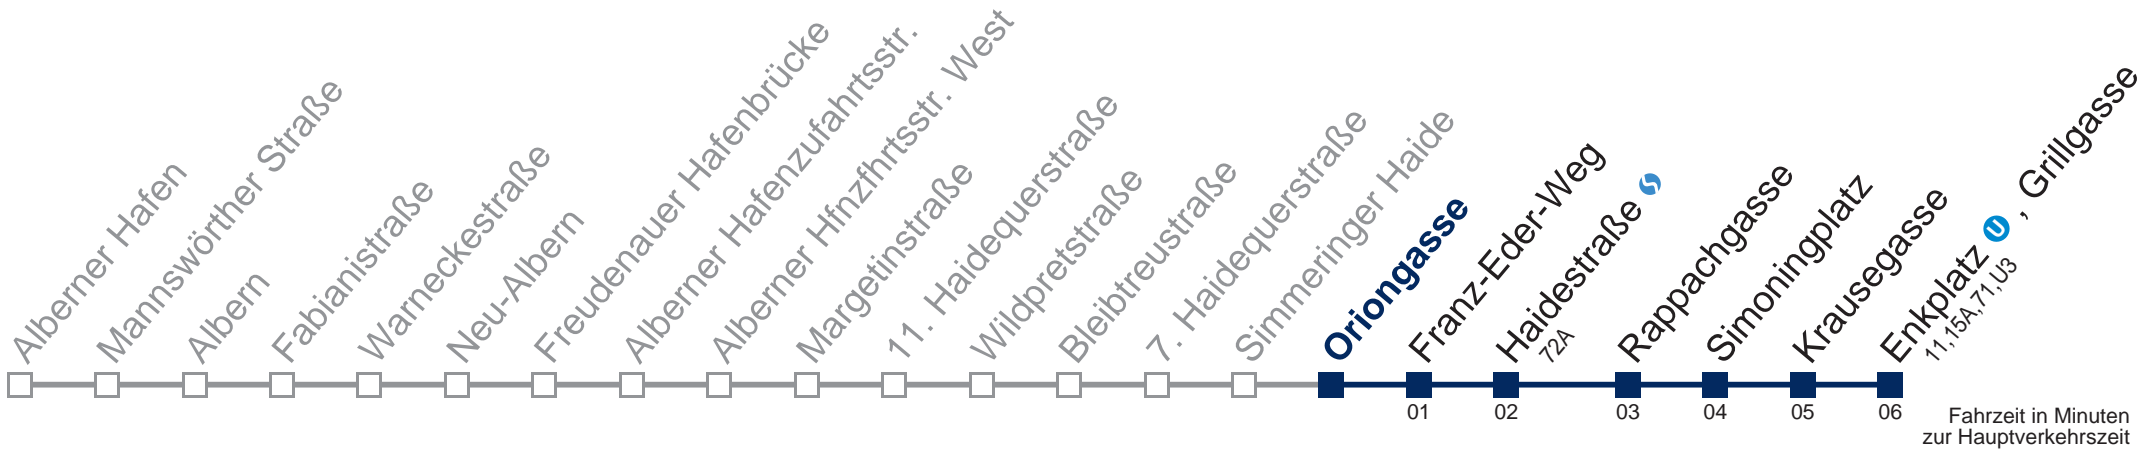 Alberner Hafen
Mannswörther Straße
Albern
Fabianistraße
Warneckestraße
Neu-Albern
Freudenauer Hafenbrücke
Alberner Hafenzufahrtsstr.
Alberner Hfnzfhrtsstr. West
Margetinstraße
11. Haidequerstraße
Wildpretstraße
Bleibtreustraße
7. Haidequerstraße
Simmeringer Haide
Oriongasse
Franz-Eder-Weg
Haidestraße
72A
Rappachgasse
Simoningplatz
Krausegasse
Enkplatz U , Grillgasse
11,15A,71,U3
01 02 03 04 05 06
Fahrzeit in Minuten
zur Hauptverkehrszeit